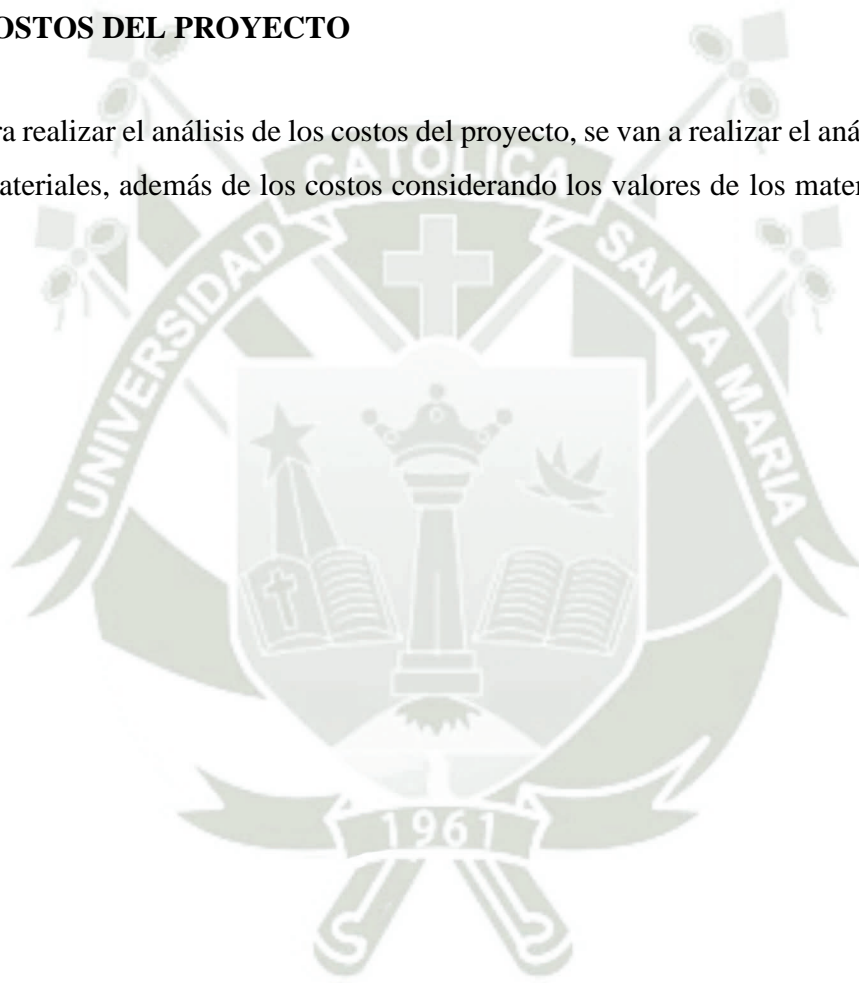 OSTOS DEL PROYECTO
ra realizar el análisis de los costos del proyecto, se van a realizar el aná
ateriales, además de los costos considerando los valores de los mater
UNIVERSIDAD CATOLICA SANTA MARIA
1961